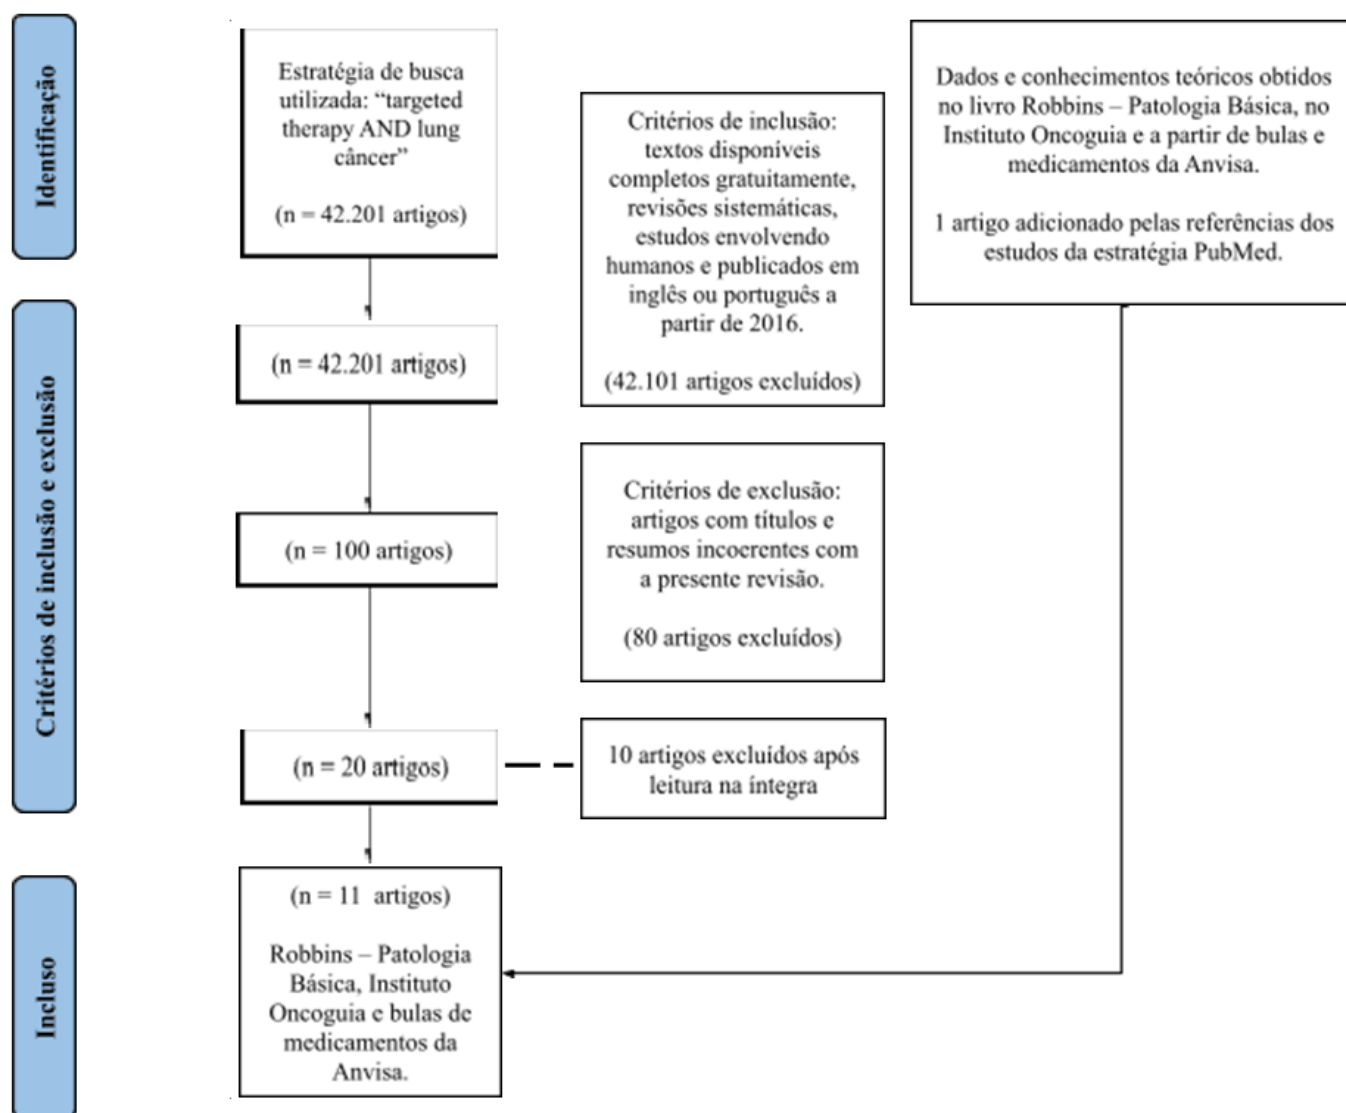 Identificação
Estratégia de busca
utilizada: “targeted
therapy AND lung
câncer”
(n = 42.201 artigos)
Critérios de inclusão:
textos disponíveis
completos gratuitamente,
revisões sistemáticas,
estudos envolvendo
humanos e publicados em
inglês ou português a
partir de 2016.
(42.101 artigos excluídos)
Dados e conhecimentos teóricos obtidos
no livro Robbins – Patologia Básica, no
Instituto Oncoguia e a partir de bulas e
medicamentos da Anvisa.
1 artigo adicionado pelas referências dos
estudos da estratégia PubMed.
Critérios de inclusão e exclusão
(n = 42.201 artigos)
(n = 100 artigos)
Critérios de exclusão:
artigos com títulos e
resumos incoerentes com
a presente revisão.
(80 artigos excluídos)
(n = 20 artigos)
10 artigos excluídos após
leitura na íntegra
Incluso
(n = 11 artigos)
Robbins – Patologia
Básica, Instituto
Oncoguia e bulas de
medicamentos da
Anvisa.